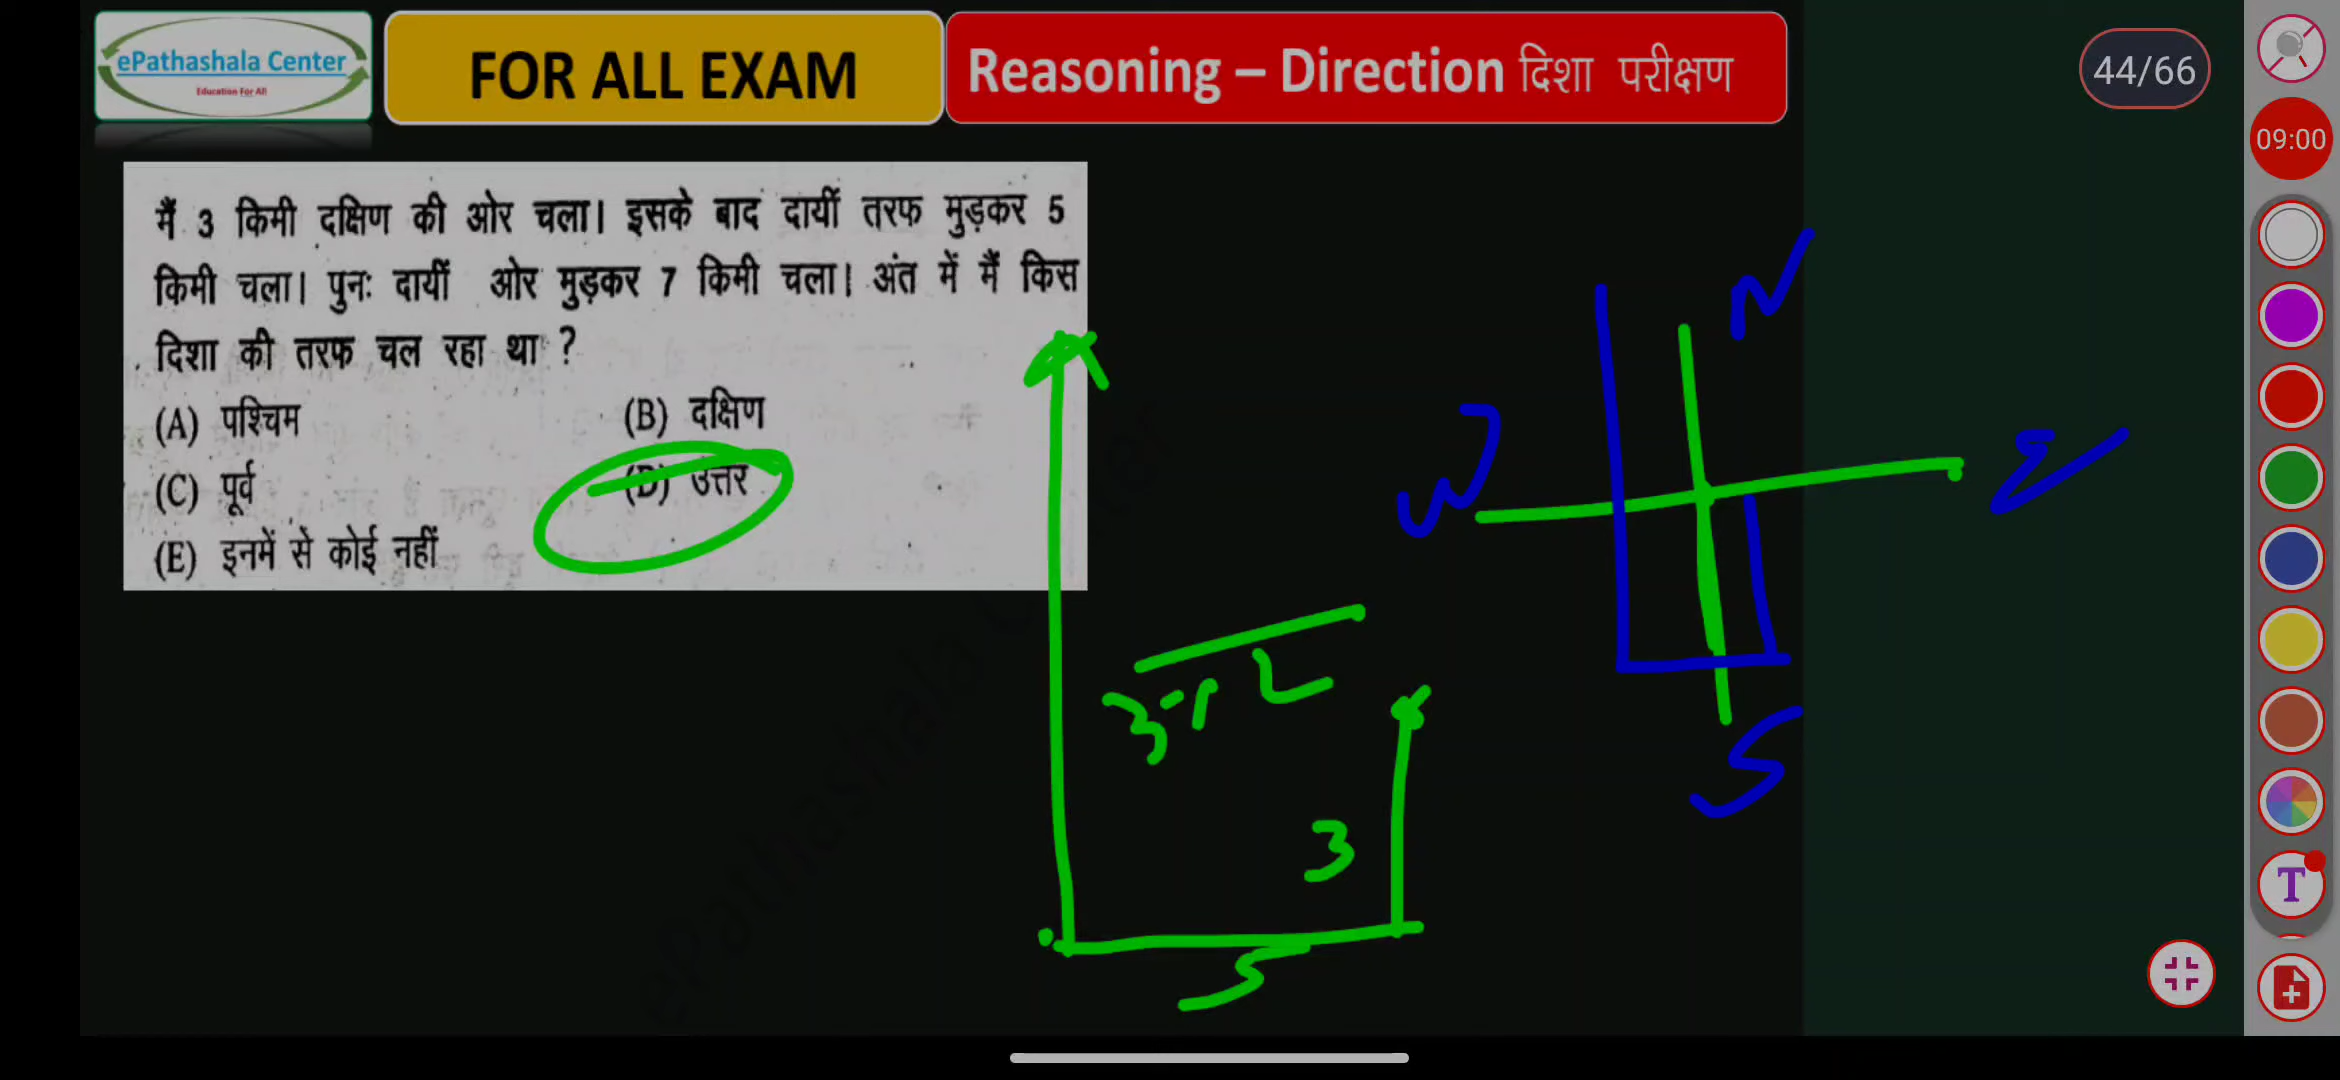 ePathashala Center
Education For All
FOR ALL EXAM
Reasoning – Direction दिशा परीक्षण
44/66
09:00
मैं 3 किमी दक्षिण की ओर चला। इसके बाद दायीं तरफ मुड़कर 5
किमी चला। पुनः दायीं ओर मुड़कर 7 किमी चला। अंत में मैं किस
दिशा की तरफ चल रहा था ?
(A) पश्चिम
(B) दक्षिण
(C) पूर्व
(D) उत्तर
(E) इनमें से कोई नहीं
N
W
E
S
3
5
ePathashala Center
T